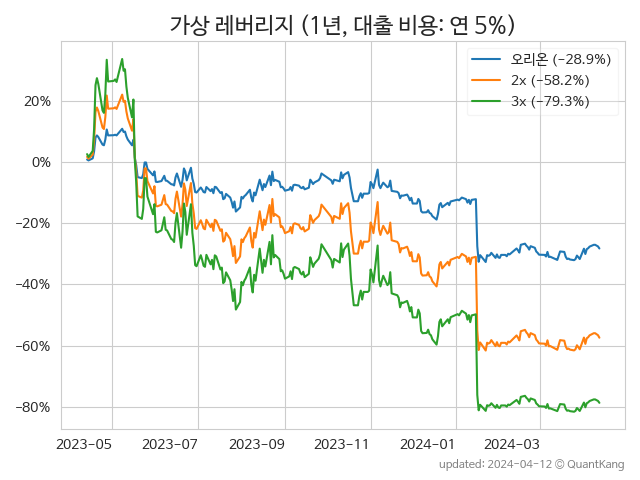 가상 레버리지 (1년, 대출 비용: 연 5%)
오리온 (−28.9%)
2x (−58.2%)
3x (−79.3%)
20%
0%
−20%
−40%
−60%
−80%
2023-05 2023-07 2023-09 2023-11 2024-01 2024-03
updated: 2024-04-12 © QuantKang